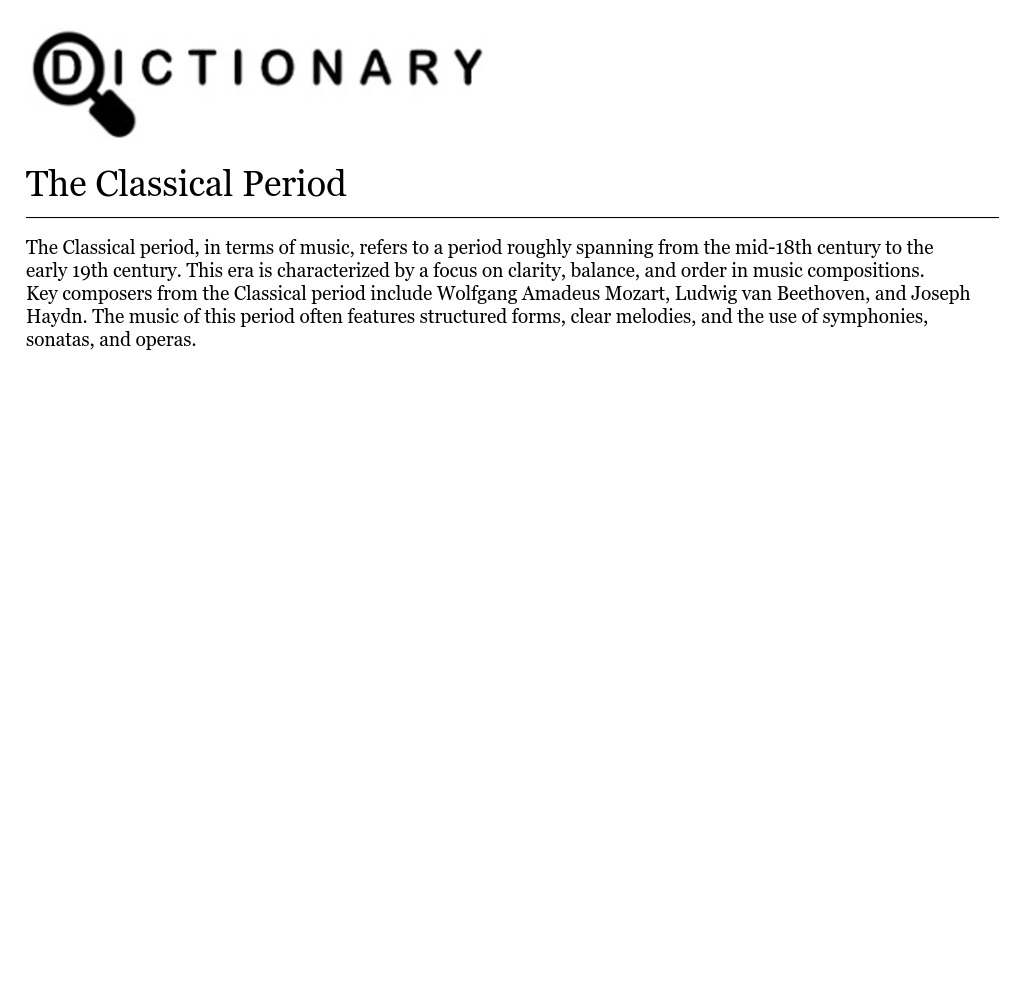 DICTIONARY
The Classical Period
The Classical period, in terms of music, refers to a period roughly spanning from the mid-18th century to the
early 19th century. This era is characterized by a focus on clarity, balance, and order in music compositions.
Key composers from the Classical period include Wolfgang Amadeus Mozart, Ludwig van Beethoven, and Joseph
Haydn. The music of this period often features structured forms, clear melodies, and the use of symphonies,
sonatas, and operas.